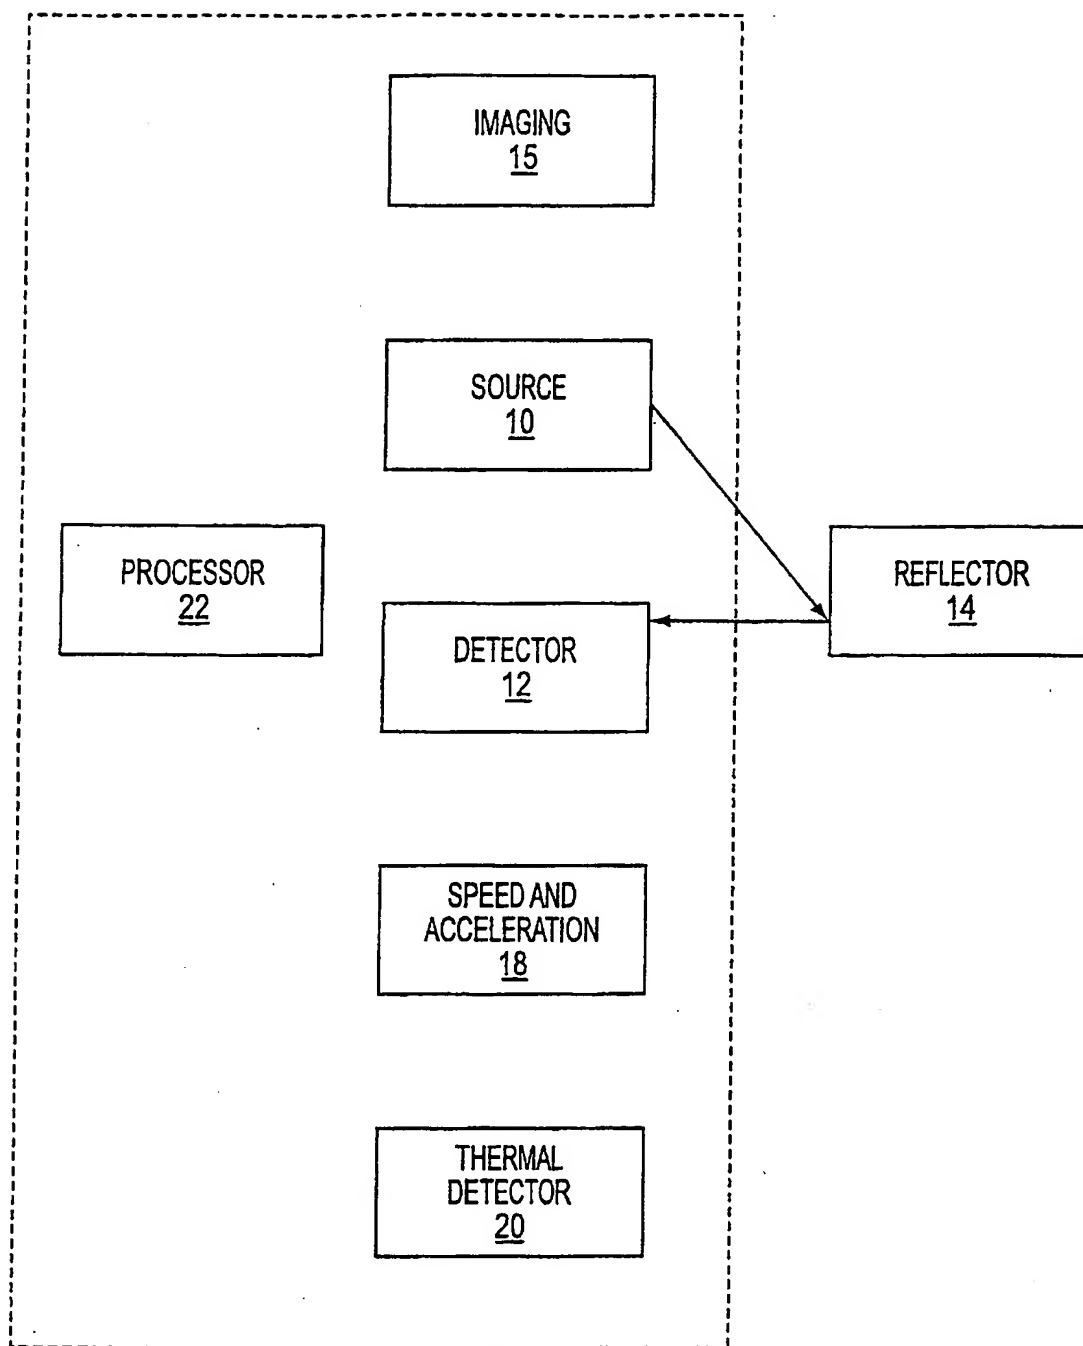 IMAGING
15
SOURCE
10
PROCESSOR
22
REFLECTOR
14
DETECTOR
12
SPEED AND
ACCELERATION
18
THERMAL
DETECTOR
20